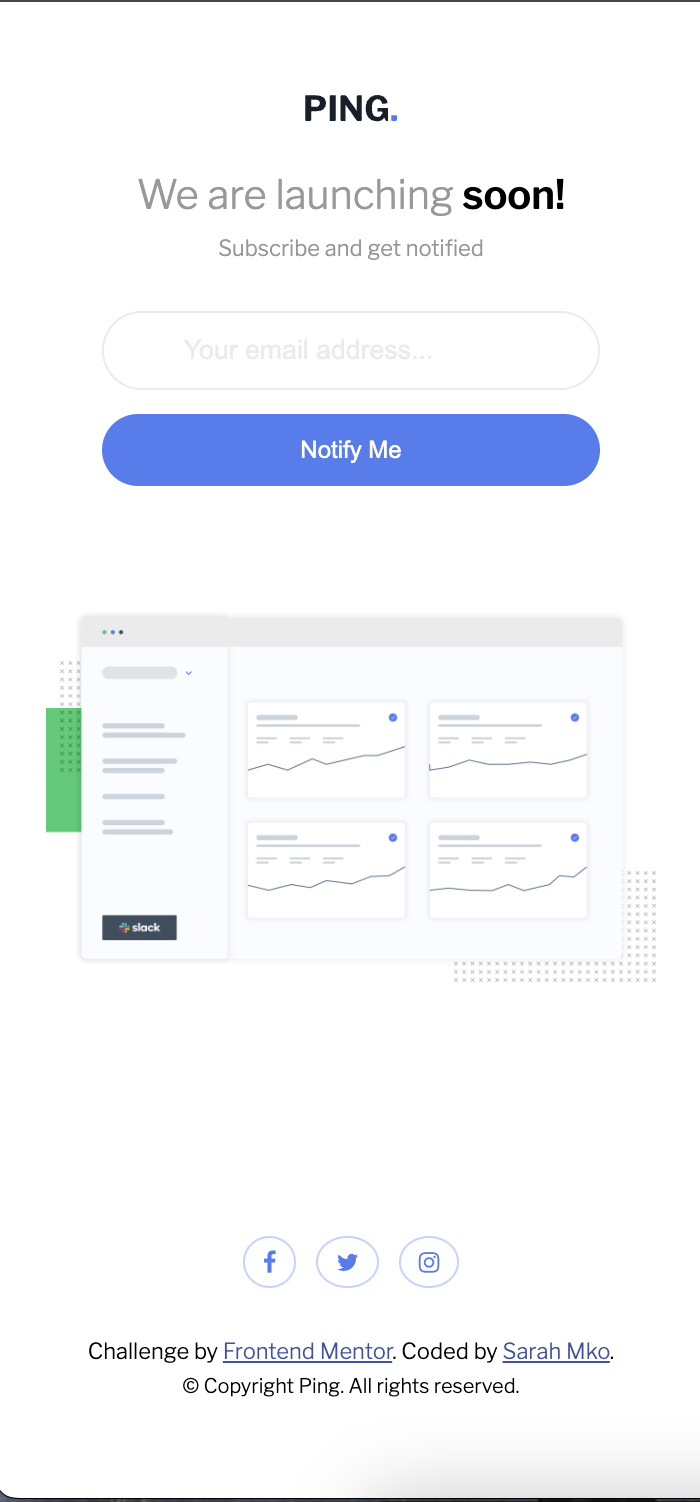 PING.
We are launching soon!
Subscribe and get notified
Your email address...
Notify Me
slack
Challenge by Frontend Mentor. Coded by Sarah Mko.
© Copyright Ping. All rights reserved.